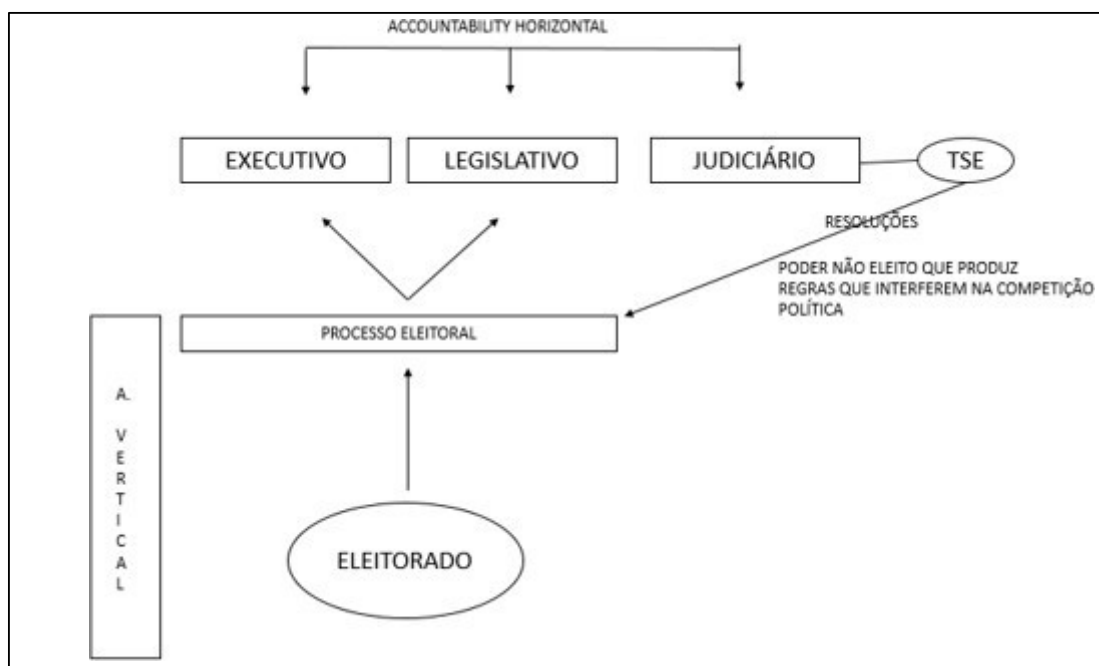 ACCOUNTABILITY HORIZONTAL
EXECUTIVO
LEGISLATIVO
JUDICIÁRIO
TSE
RESOLUÇÕES
PODER NÃO ELEITO QUE PRODUZ
REGRAS QUE INTERFEREM NA COMPETIÇÃO
POLÍTICA
PROCESSO ELEITORAL
A.
V
E
R
T
I
C
A
L
ELEITORADO